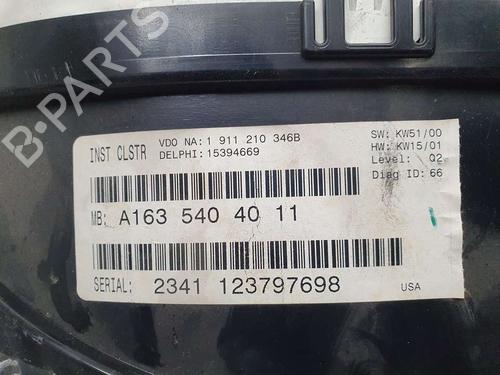 INST CLSTR
VDO NA: 1 911 210 346B
DELPHI: 15394669
SW: KW51/00
HW: KW15/01
Level: Q2
Diag ID: 66
MB: A163 540 40 11
SERIAL: 2341 123797698
USA
B-PARTS